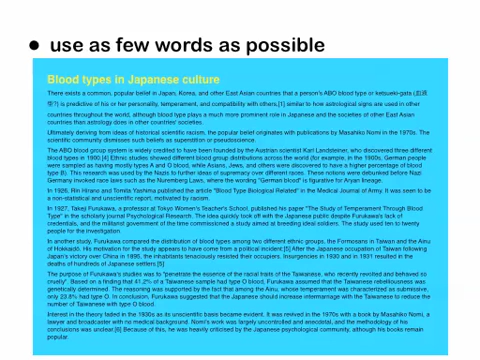 ● use as few words as possible
Blood types in Japanese culture
There exists a common, popular belief in Japan, Korea, and other East Asian countries that a person's ABO blood type or ketsueki-gata (血液
型?) is predictive of his or her personality, temperament, and compatibility with others,[1] similar to how astrological signs are used in other
countries throughout the world, although blood type plays a much more prominent role in Japanese and the societies of other East Asian
countries than astrology does in other countries' societies.
Ultimately deriving from ideas of historical scientific racism, the popular belief originates with publications by Masahiko Nomi in the 1970s. The
scientific community dismisses such beliefs as superstition or pseudoscience.
The ABO blood group system is widely credited to have been founded by the Austrian scientist Karl Landsteiner, who discovered three different
blood types in 1900.[4] Ethnic studies showed different blood group distributions across the world (for example, in the 1900s, German people
were sampled as having mostly types A and O blood, while Asians, Jews, and others were discovered to have a higher percentage of blood
type B). This research was used by the Nazis to further ideas of supremacy over different races. These notions were debunked before Nazi
Germany invoked rare laws such as the Nuremberg Laws, where the wording "German blood" is figurative for Aryan lineage.
In 1926, Rin Hirano and Tomita Yashima published the article "Blood Type Biological Related" in the Medical Journal of Army. It was seen to be
a non-statistical and unscientific report, motivated by racism.
In 1927, Takeji Furukawa, a professor at Tokyo Women's Teacher's School, published his paper "The Study of Temperament Through Blood
Type" in the scholarly journal Psychological Research. The idea quickly took off with the Japanese public despite Furukawa's lack of
credentials, and the militarist government of the time commissioned a study aimed at breeding ideal soldiers. The study used ten to twenty
people for the investigation.
In another study, Furukawa compared the distribution of blood types among two different ethnic groups, the Formosans in Taiwan and the Ainu
of Hokkaidō. His motivation for the study appears to have come from a political incident:[5] After the Japanese occupation of Taiwan following
Japan's victory over China in 1895, the inhabitants tenaciously resisted their occupiers. Insurgencies in 1930 and in 1931 resulted in the
deaths of hundreds of Japanese settlers.[5]
The purpose of Furukawa's studies was to "penetrate the essence of the racial traits of the Taiwanese, who recently revolted and behaved so
cruelly". Based on a finding that 41.2% of a Taiwanese sample had type O blood, Furukawa assumed that the Taiwanese rebelliousness was
genetically determined. The reasoning was supported by the fact that among the Ainu, whose temperament was characterized as submissive,
only 23.8% had type O. In conclusion, Furukawa suggested that the Japanese should increase intermarriage with the Taiwanese to reduce the
number of Taiwanese with type O blood.
Interest in the theory faded in the 1930s as its unscientific basis became evident. It was revived in the 1970s with a book by Masahiko Nomi, a
lawyer and broadcaster with no medical background. Nomi's work was largely uncontrolled and anecdotal, and the methodology of his
conclusions was unclear.[6] Because of this, he was heavily criticised by the Japanese psychological community, although his books remain
popular.